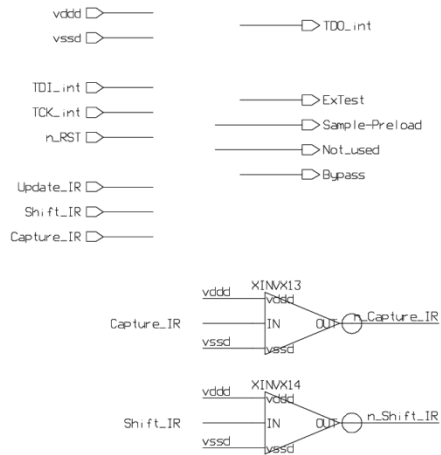 vddd
vssd
TDO_int
TDI_int
TCK_int
n_RST
ExTest
Sample-Preload
Not_used
Bypass
Update_IR
Shift_IR
Capture_IR
XINVX13
vddd
vddd
Capture_IR
IN
OUT
n_Capture_IR
vssd
vssd
XINVX14
vddd
vddd
Shift_IR
IN
OUT
n_Shift_IR
vssd
vssd